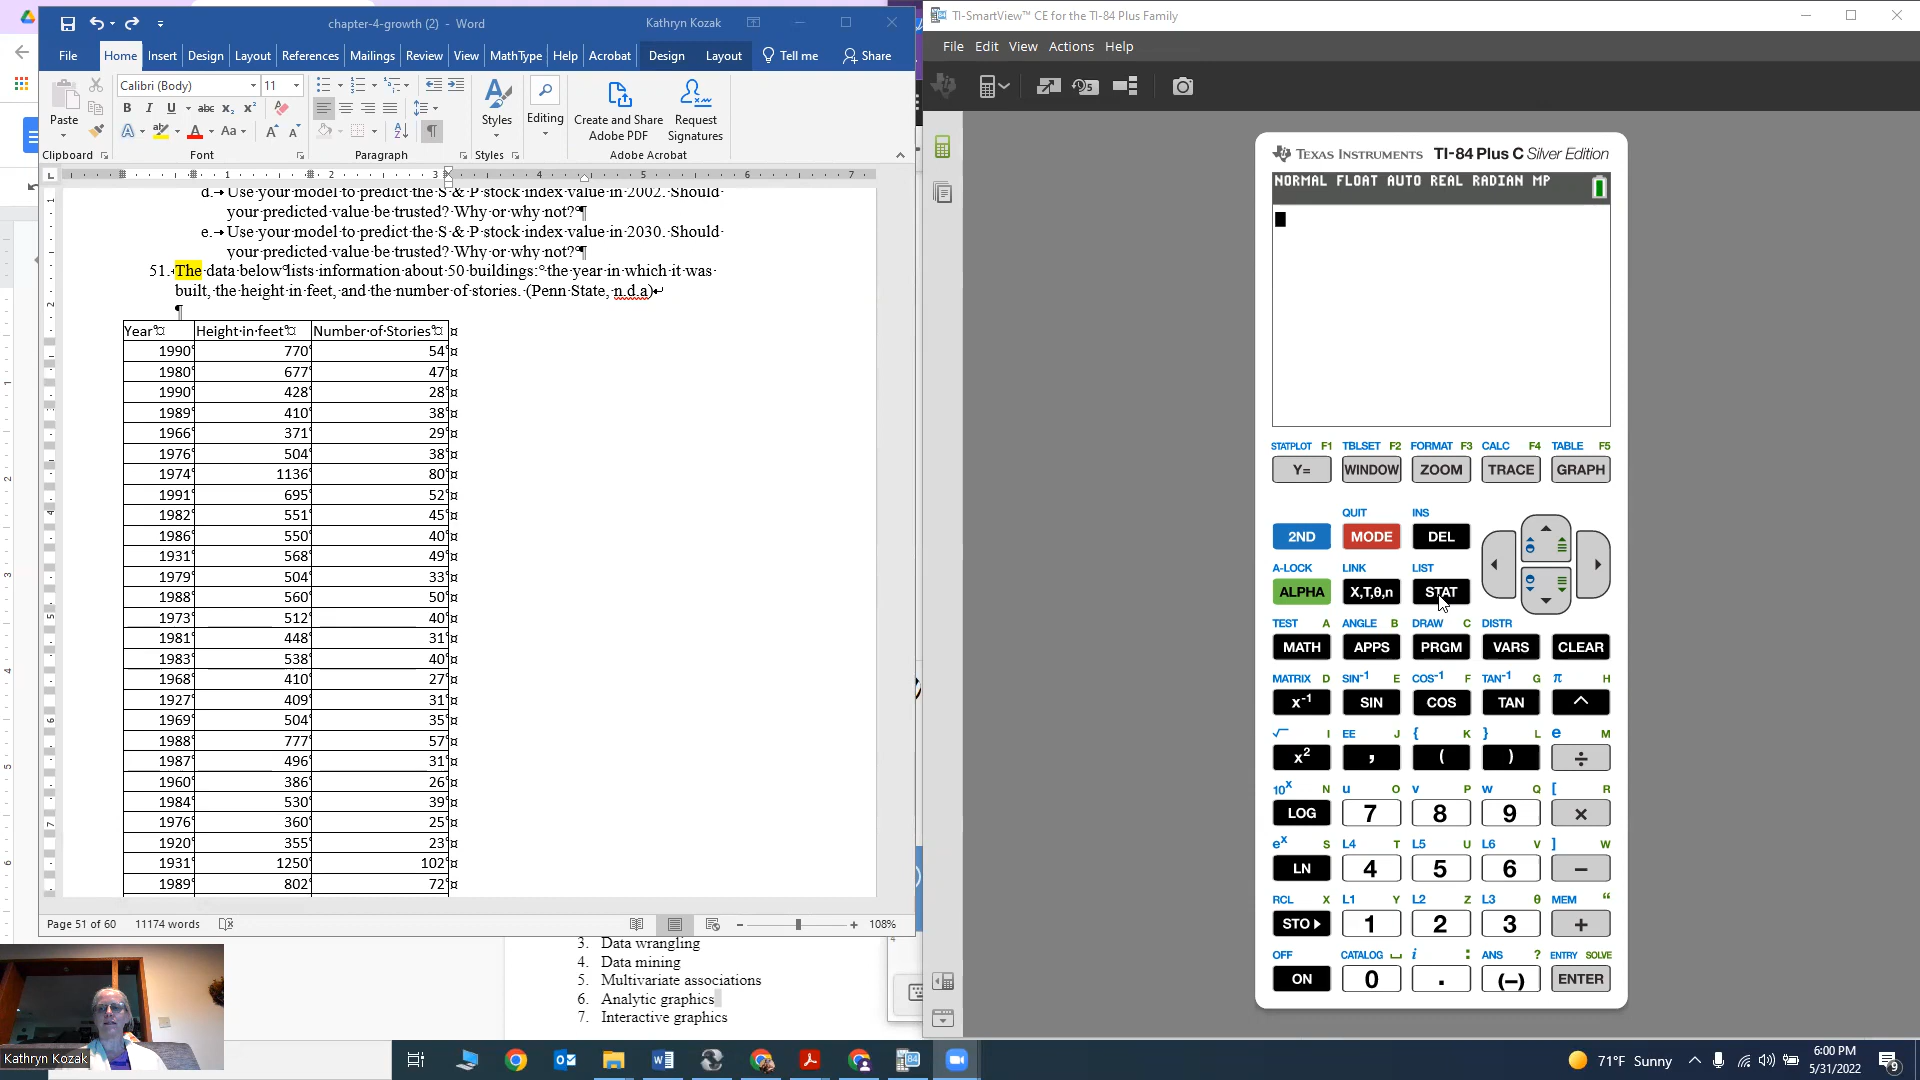 chapter-4-growth (2) - Word
Kathryn Kozak
File Home Insert Design Layout References Mailings Review View MathType Help Acrobat Design Layout Tell me Share
Calibri (Body) 11
Paste
Styles
Editing
Create and Share Adobe PDF
Request Signatures
Clipboard Font Paragraph Styles Adobe Acrobat
d. Use your model to predict the S & P stock index value in 2002. Should
your predicted value be trusted? Why or why not?¶
e. Use your model to predict the S & P stock index value in 2030. Should
your predicted value be trusted? Why or why not?¶
51. The data below lists information about 50 buildings: the year in which it was
built, the height in feet, and the number of stories. (Penn State, n.d.a)
¶
Year Height in feet Number of Stories
1990 770 54
1980 677 47
1990 428 28
1989 410 38
1966 371 29
1976 504 38
1974 1136 80
1991 695 52
1982 551 45
1986 550 40
1931 568 49
1979 504 33
1988 560 50
1973 512 40
1981 448 31
1983 538 40
1968 410 27
1927 409 31
1969 504 35
1988 777 57
1987 496 31
1960 386 26
1984 530 39
1976 360 25
1920 355 23
1931 1250 102
1989 802 72
Page 51 of 60 11174 words 108%
3. Data wrangling
4. Data mining
5. Multivariate associations
6. Analytic graphics
7. Interactive graphics
Kathryn Kozak
TI-SmartView™ CE for the TI-84 Plus Family
File Edit View Actions Help
TEXAS INSTRUMENTS TI-84 Plus C Silver Edition
NORMAL FLOAT AUTO REAL RADIAN MP
STATPLOT F1 TBLSET F2 FORMAT F3 CALC F4 TABLE F5
Y= WINDOW ZOOM TRACE GRAPH
QUIT INS
2ND MODE DEL
A-LOCK LINK LIST
ALPHA X,T,θ,n STAT
TEST A ANGLE B DRAW C DISTR
MATH APPS PRGM VARS CLEAR
MATRIX D SIN-1 E COS-1 F TAN-1 G π H
x-1 SIN COS TAN ^
√ I EE J { K } L e M
x² , ( ) ÷
10x N u O v P w Q [ R
LOG 7 8 9 ×
ex S L4 T L5 U L6 V ] W
LN 4 5 6 −
RCL X L1 Y L2 Z L3 θ MEM "
STO▶ 1 2 3 +
OFF CATALOG i : ANS ? ENTRY SOLVE
ON 0 . (−) ENTER
71°F Sunny
6:00 PM
5/31/2022
9